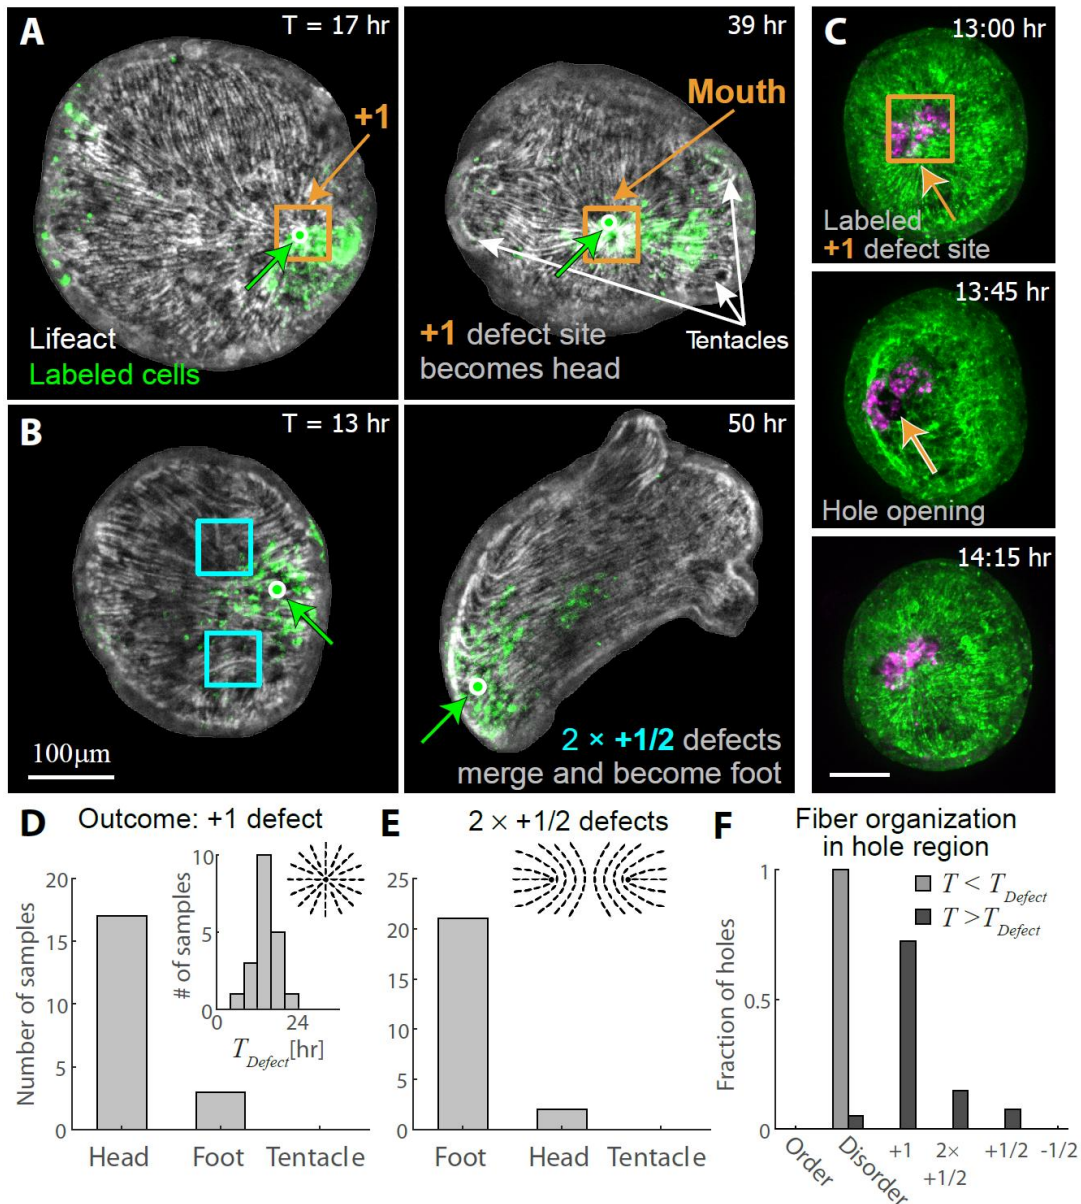 A
T = 17 hr
+1
Lifeact
Labeled cells
39 hr
Mouth
Tentacles
+1 defect site
becomes head
B
T = 13 hr
100μm
50 hr
2 × +1/2 defects
merge and become foot
C
13:00 hr
Labeled
+1 defect site
13:45 hr
Hole opening
14:15 hr
D Outcome: +1 defect
Number of samples
20
15
10
5
0
Head Foot Tentacle
# of samples
10
5
0
0 24
T Defect [hr]
E 2 × +1/2 defects
25
20
15
10
5
0
Foot Head Tentacle
F Fiber organization
in hole region
Fraction of holes
1
0.5
0
T < T Defect
T > T Defect
Order
Disorder
+1
2×
+1/2
+1/2
-1/2